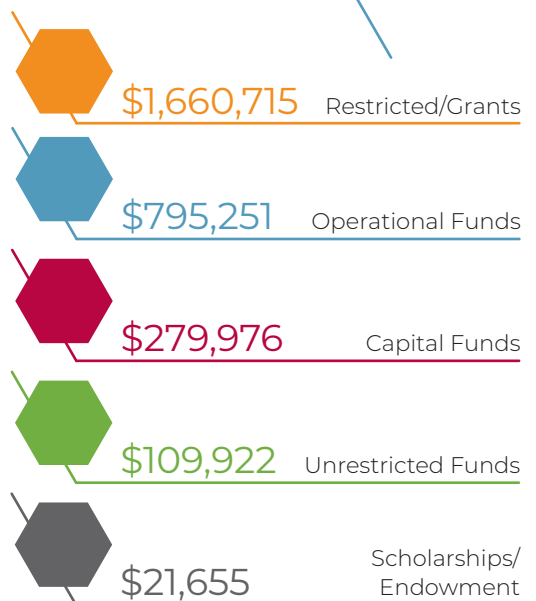 $1,660,715 Restricted/Grants
$795,251 Operational Funds
$279,976 Capital Funds
$109,922 Unrestricted Funds
$21,655 Scholarships/
Endowment